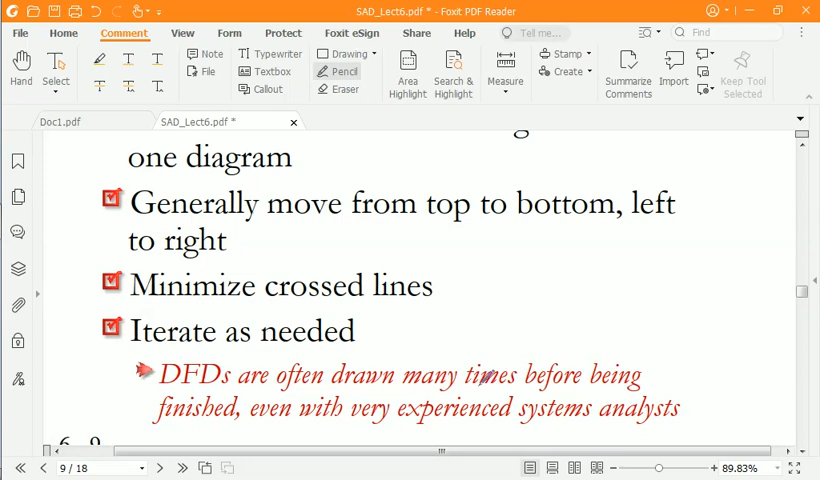 SAD_Lect6.pdf * - Foxit PDF Reader
File Home Comment View Form Protect Foxit eSign Share Help Tell me... Find
Hand Select Note File Typewriter Textbox Callout Drawing Pencil Eraser Area Highlight Search & Highlight Measure Stamp Create Summarize Comments Import Keep Tool Selected
Doc1.pdf SAD_Lect6.pdf *
one diagram
Generally move from top to bottom, left
to right
Minimize crossed lines
Iterate as needed
DFDs are often drawn many times before being
finished, even with very experienced systems analysts
9 / 18 89.83%